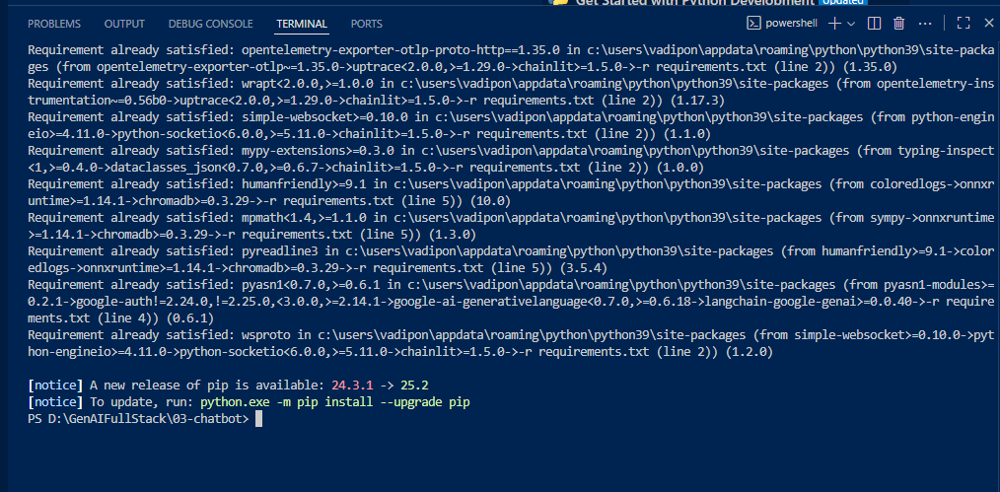 Get Started with Python Development Updated
PROBLEMS OUTPUT DEBUG CONSOLE TERMINAL PORTS powershell
Requirement already satisfied: opentelemetry-exporter-otlp-proto-http==1.35.0 in c:\users\vadipon\appdata\roaming\python\python39\site-packa
ges (from opentelemetry-exporter-otlp~=1.35.0->uptrace<2.0.0,>=1.29.0->chainlit>=1.5.0->-r requirements.txt (line 2)) (1.35.0)
Requirement already satisfied: wrapt<2.0.0,>=1.0.0 in c:\users\vadipon\appdata\roaming\python\python39\site-packages (from opentelemetry-ins
trumentation~=0.56b0->uptrace<2.0.0,>=1.29.0->chainlit>=1.5.0->-r requirements.txt (line 2)) (1.17.3)
Requirement already satisfied: simple-websocket>=0.10.0 in c:\users\vadipon\appdata\roaming\python\python39\site-packages (from python-engin
eio>=4.11.0->python-socketio<6.0.0,>=5.11.0->chainlit>=1.5.0->-r requirements.txt (line 2)) (1.1.0)
Requirement already satisfied: mypy-extensions>=0.3.0 in c:\users\vadipon\appdata\roaming\python\python39\site-packages (from typing-inspect
<1,>=0.4.0->dataclasses_json<0.7.0,>=0.6.7->chainlit>=1.5.0->-r requirements.txt (line 2)) (1.0.0)
Requirement already satisfied: humanfriendly>=9.1 in c:\users\vadipon\appdata\roaming\python\python39\site-packages (from coloredlogs->onnxr
untime>=1.14.1->chromadb>=0.3.29->-r requirements.txt (line 5)) (10.0)
Requirement already satisfied: mpmath<1.4,>=1.1.0 in c:\users\vadipon\appdata\roaming\python\python39\site-packages (from sympy->onnxruntime
>=1.14.1->chromadb>=0.3.29->-r requirements.txt (line 5)) (1.3.0)
Requirement already satisfied: pyreadline3 in c:\users\vadipon\appdata\roaming\python\python39\site-packages (from humanfriendly>=9.1->color
edlogs->onnxruntime>=1.14.1->chromadb>=0.3.29->-r requirements.txt (line 5)) (3.5.4)
Requirement already satisfied: pyasn1<0.7.0,>=0.6.1 in c:\users\vadipon\appdata\roaming\python\python39\site-packages (from pyasn1-modules>=
0.2.1->google-auth!=2.24.0,!=2.25.0,<3.0.0,>=2.14.1->google-ai-generativelanguage<0.7.0,>=0.6.18->langchain-google-genai>=0.0.40->-r require
ments.txt (line 4)) (0.6.1)
Requirement already satisfied: wsproto in c:\users\vadipon\appdata\roaming\python\python39\site-packages (from simple-websocket>=0.10.0->pyt
hon-engineio>=4.11.0->python-socketio<6.0.0,>=5.11.0->chainlit>=1.5.0->-r requirements.txt (line 2)) (1.2.0)
[notice] A new release of pip is available: 24.3.1 -> 25.2
[notice] To update, run: python.exe -m pip install --upgrade pip
PS D:\GenAIFullStack\03-chatbot>